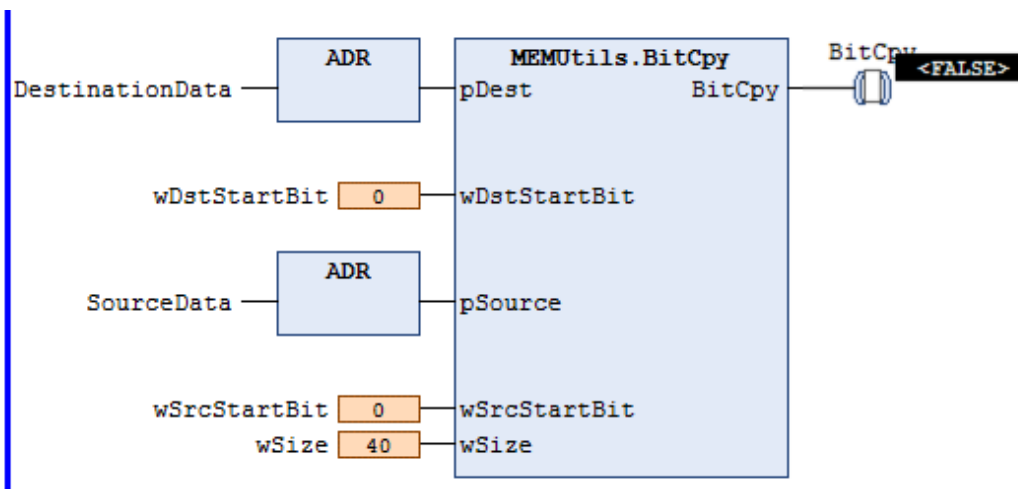 ADR
MEMUtils.BitCpy
BitCpy
<FALSE>
DestinationData
pDest
BitCpy
wDstStartBit 0
wDstStartBit
ADR
SourceData
pSource
wSrcStartBit 0
wSrcStartBit
wSize 40
wSize